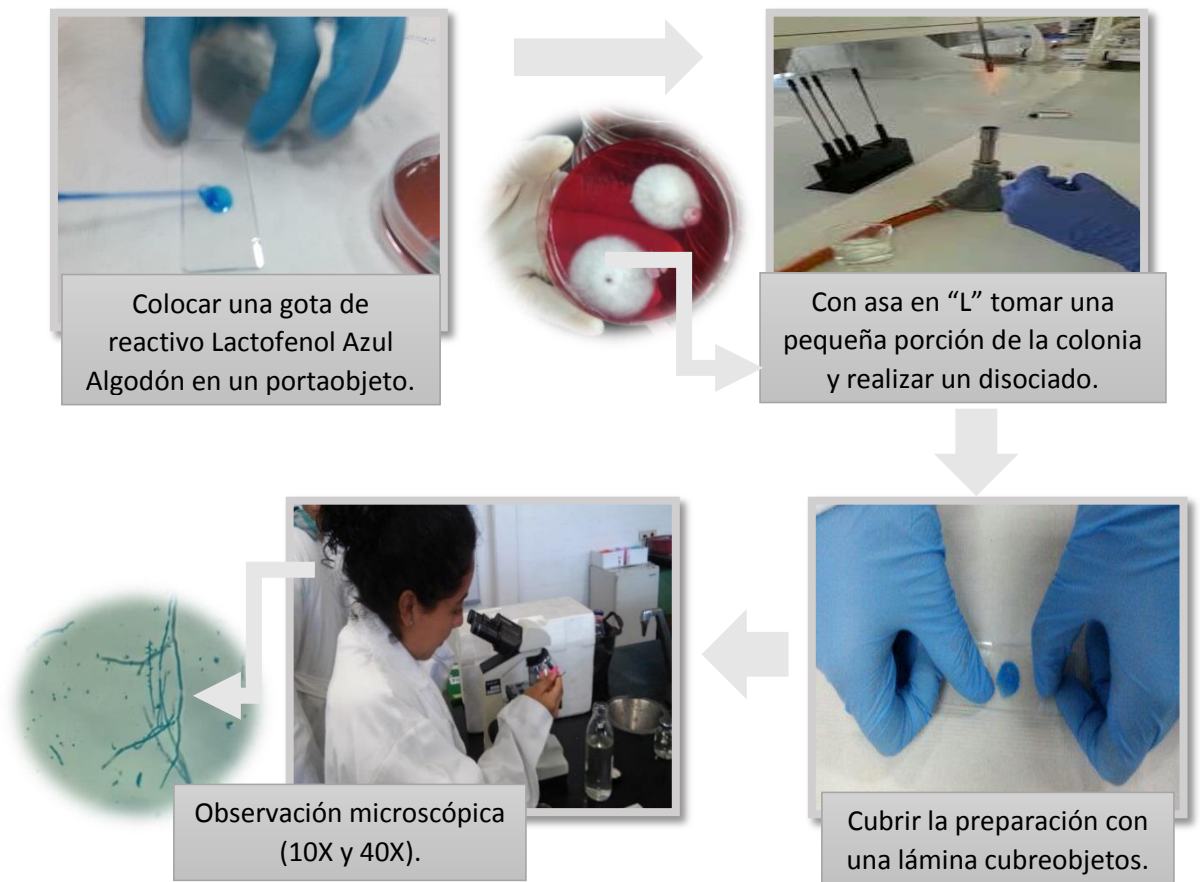 Colocar una gota de
reactivo Lactofenol Azul
Algodón en un portaobjeto.
Con asa en “L” tomar una
pequeña porción de la colonia
y realizar un disociado.
Cubrir la preparación con
una lámina cubreobjetos.
Observación microscópica
(10X y 40X).